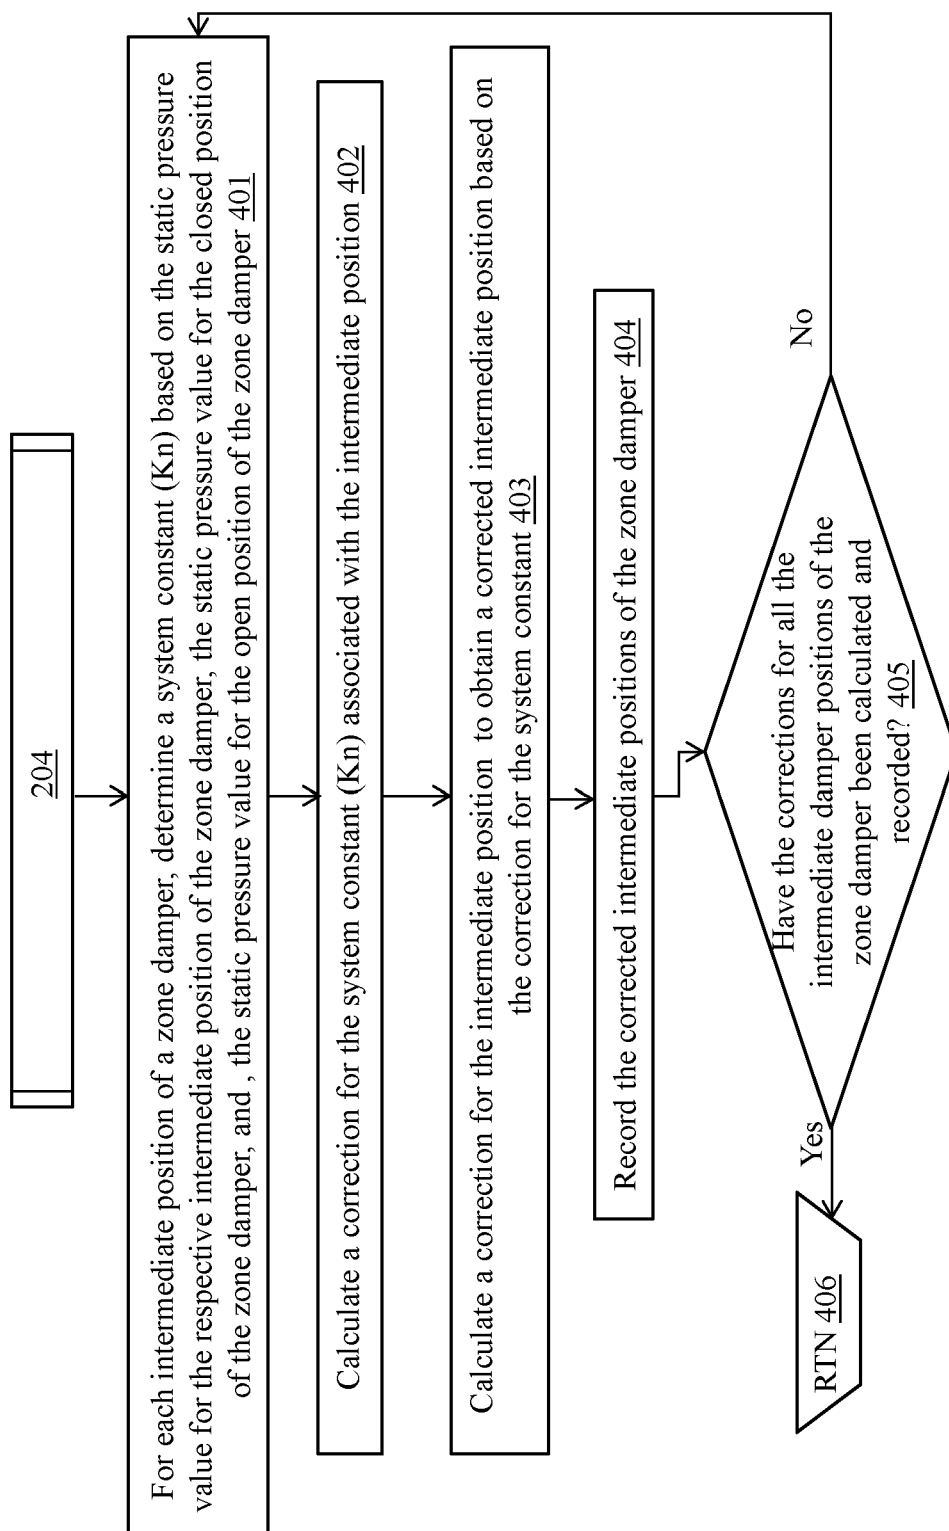 204
For each intermediate position of a zone damper, determine a system constant (Kn) based on the static pressure
value for the respective intermediate position of the zone damper, the static pressure value for the closed position
of the zone damper, and , the static pressure value for the open position of the zone damper 401
Calculate a correction for the system constant (Kn) associated with the intermediate position 402
Calculate a correction for the intermediate position to obtain a corrected intermediate position based on
the correction for the system constant 403
Record the corrected intermediate positions of the zone damper 404
Have the corrections for all the
intermediate damper positions of the
zone damper been calculated and
recorded? 405
No
Yes
RTN 406